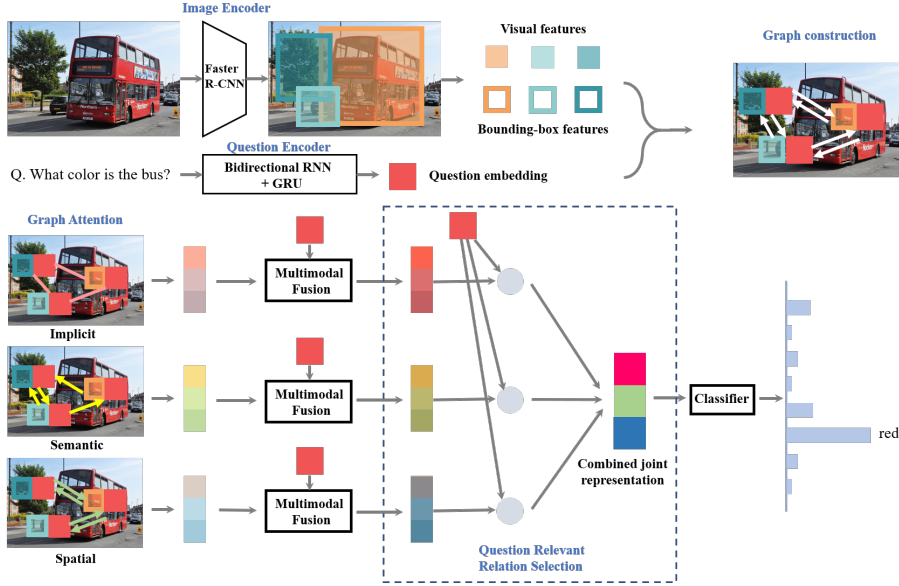 Image Encoder
Faster
R-CNN
Visual features
Bounding-box features
Graph construction
Question Encoder
Q. What color is the bus?
Bidirectional RNN
+ GRU
Question embedding
Graph Attention
Implicit
Multimodal
Fusion
Semantic
Multimodal
Fusion
Spatial
Multimodal
Fusion
Question Relevant
Relation Selection
Combined joint
representation
Classifier
red